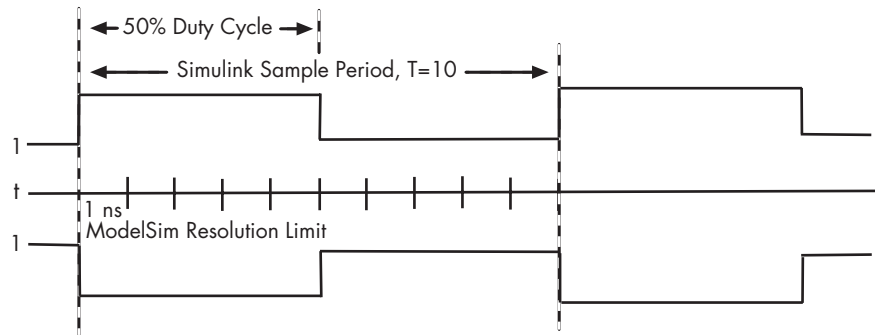 50% Duty Cycle
Simulink Sample Period, T=10
1
t
1 ns
ModelSim Resolution Limit
1